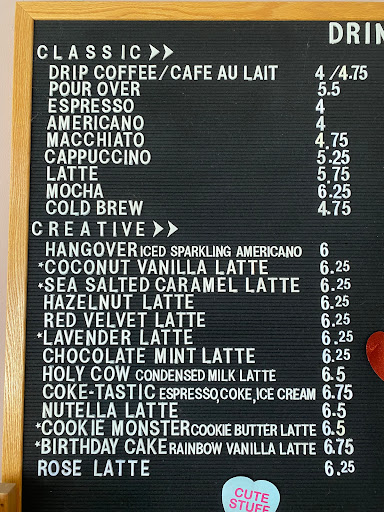 DRIN
CLASSIC >>
DRIP COFFEE/CAFE AU LAIT 4 /4.75
POUR OVER 5.5
ESPRESSO 4
AMERICANO 4
MACCHIATO 4.75
CAPPUCCINO 5.25
LATTE 5.75
MOCHA 6.25
COLD BREW 4.75
CREATIVE >>
HANGOVER ICED SPARKLING AMERICANO 6
*COCONUT VANILLA LATTE 6.25
*SEA SALTED CARAMEL LATTE 6.25
HAZELNUT LATTE 6.25
RED VELVET LATTE 6.25
*LAVENDER LATTE 6.25
CHOCOLATE MINT LATTE 6.25
HOLY COW CONDENSED MILK LATTE 6.5
COKE-TASTIC ESPRESSO,COKE,ICE CREAM 6.75
NUTELLA LATTE 6.5
*COOKIE MONSTER COOKIE BUTTER LATTE 6.5
*BIRTHDAY CAKE RAINBOW VANILLA LATTE 6.75
ROSE LATTE 6.25
CUTE
STUFF